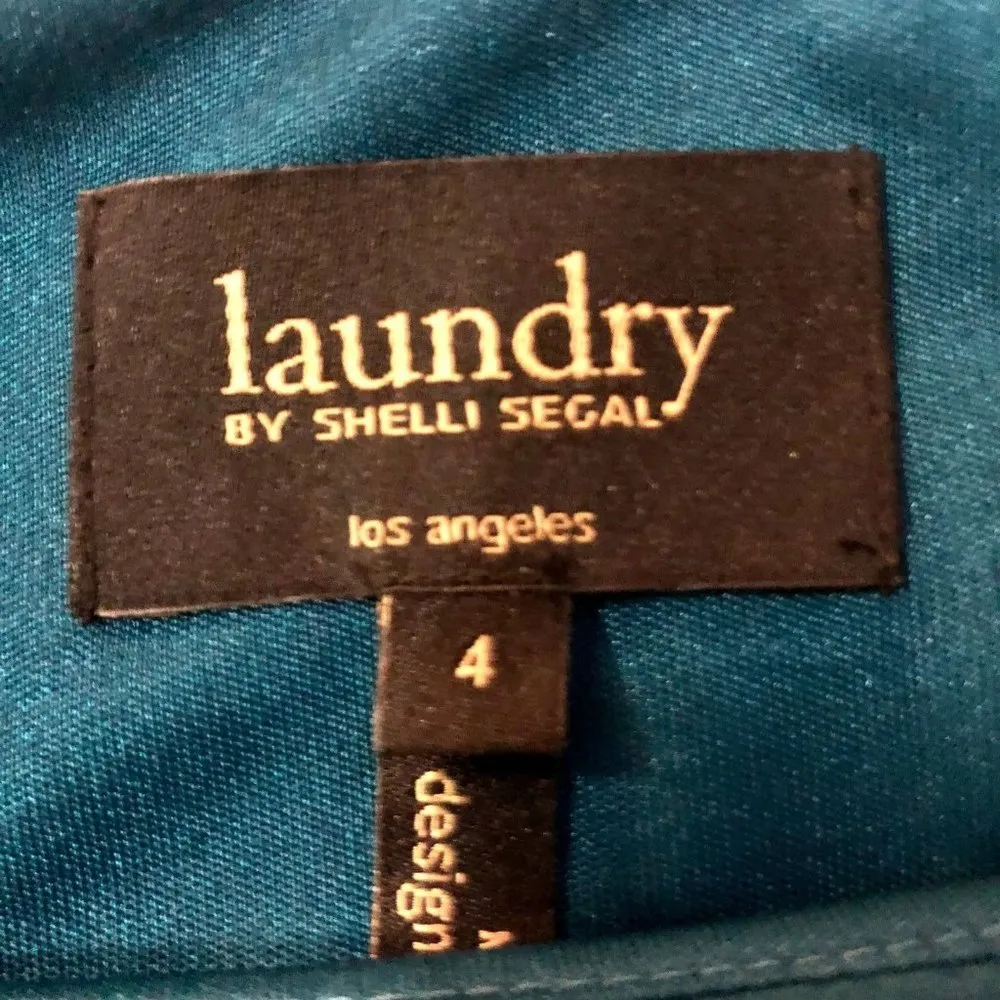 laundry
BY SHELLI SEGAL
los angeles
4
design